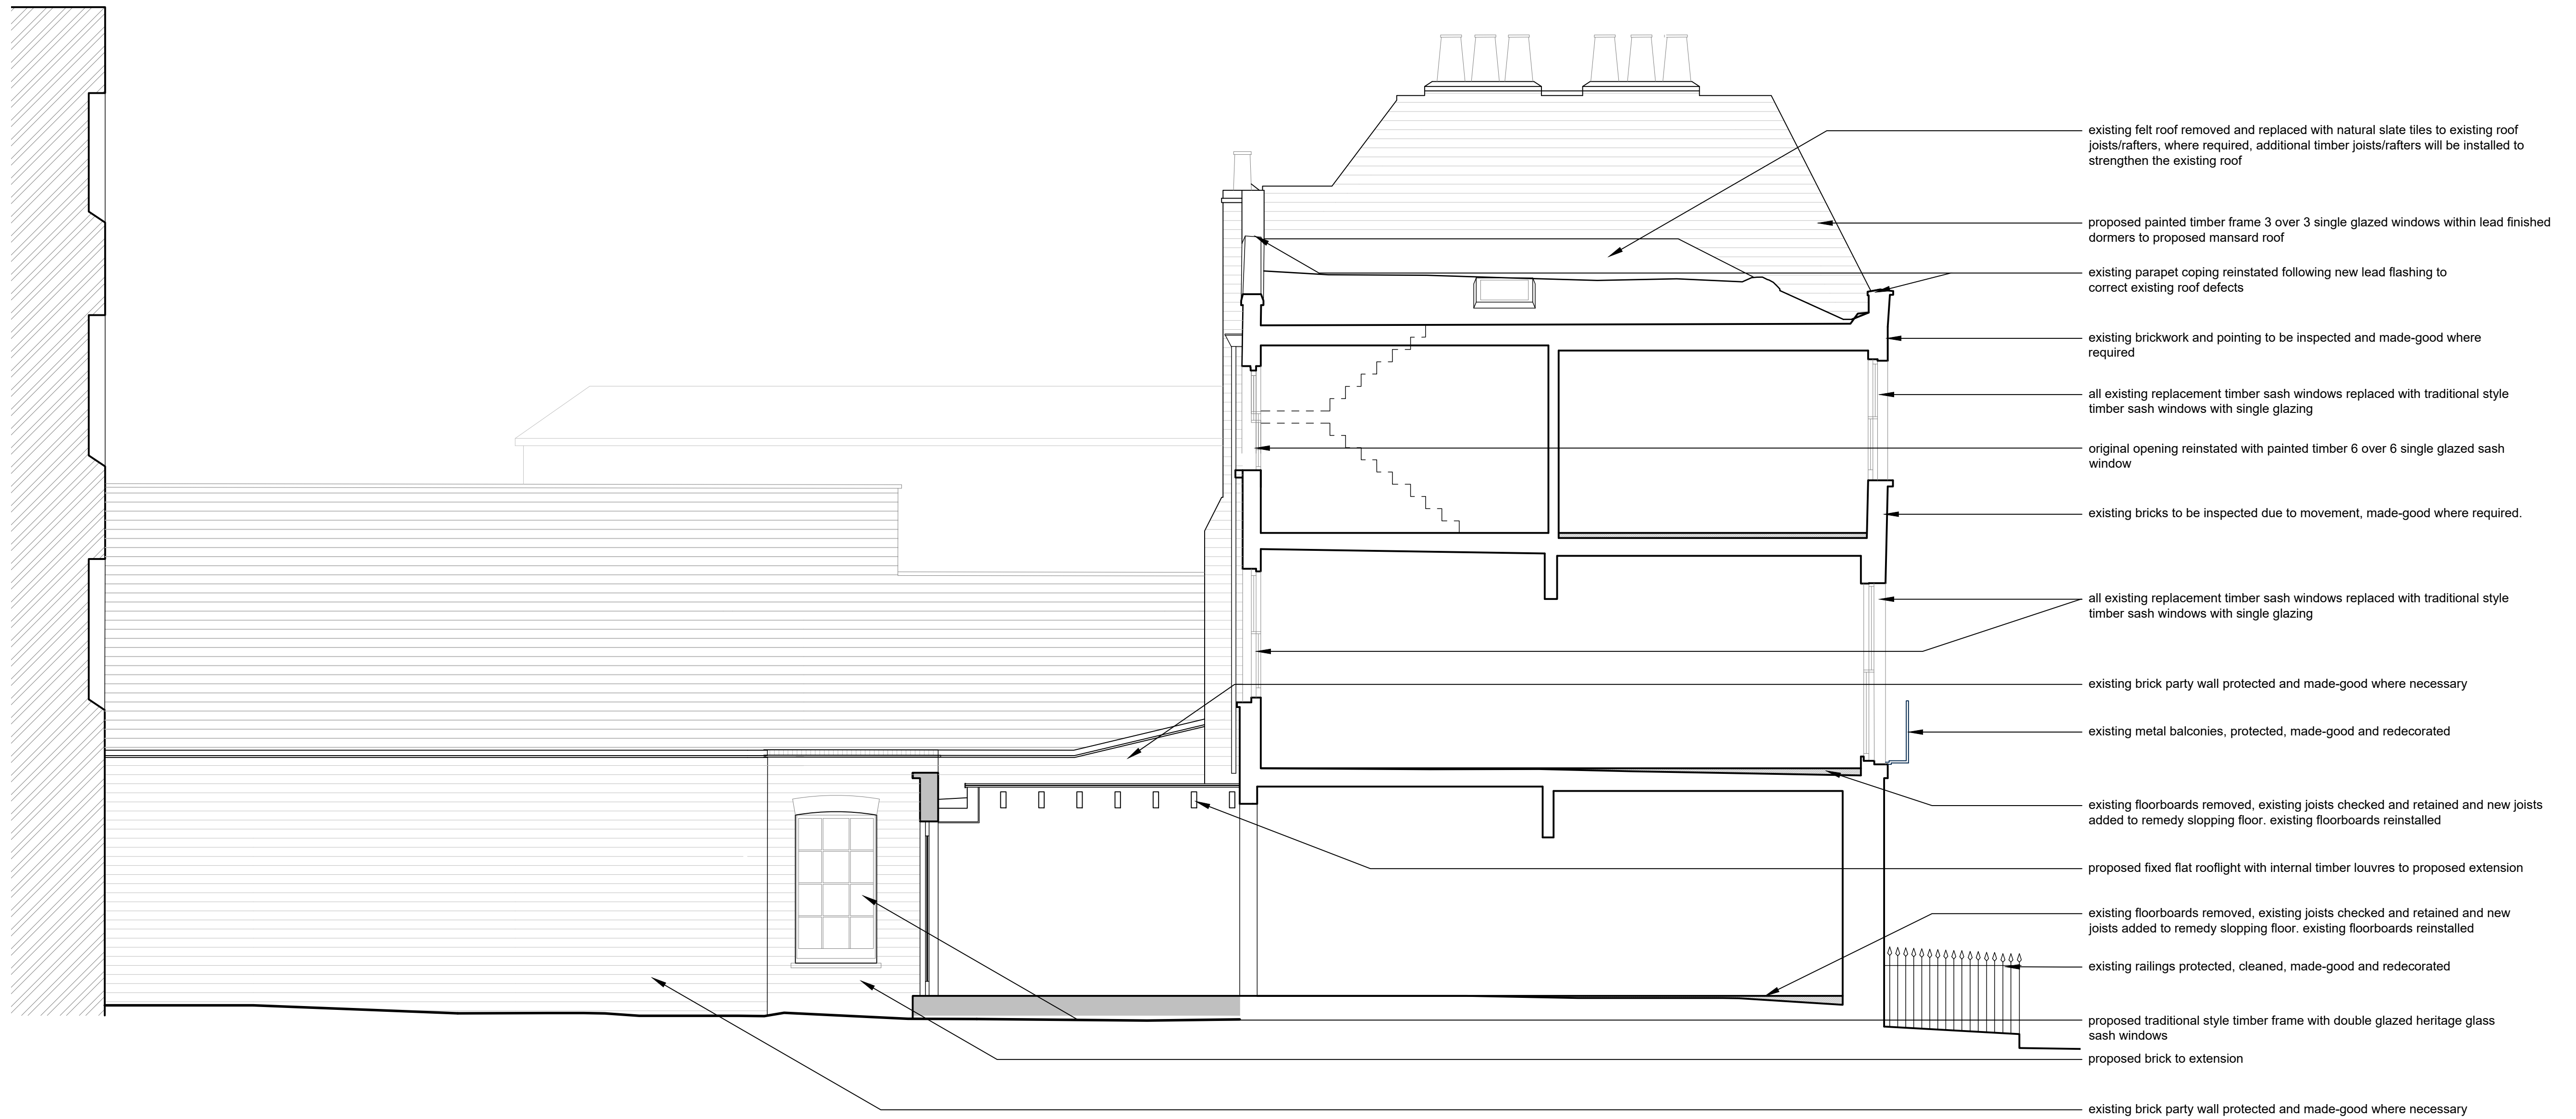 existing felt roof removed and replaced with natural slate tiles to existing roof
joists/rafters, where required, additional timber joists/rafters will be installed to
strengthen the existing roof
proposed painted timber frame 3 over 3 single glazed windows within lead finished
dormers to proposed mansard roof
existing parapet coping reinstated following new lead flashing to
correct existing roof defects
existing brickwork and pointing to be inspected and made-good where
required
all existing replacement timber sash windows replaced with traditional style
timber sash windows with single glazing
original opening reinstated with painted timber 6 over 6 single glazed sash
window
existing bricks to be inspected due to movement, made-good where required.
all existing replacement timber sash windows replaced with traditional style
timber sash windows with single glazing
existing brick party wall protected and made-good where necessary
existing metal balconies, protected, made-good and redecorated
existing floorboards removed, existing joists checked and retained and new joists
added to remedy slopping floor. existing floorboards reinstalled
proposed fixed flat rooflight with internal timber louvres to proposed extension
existing floorboards removed, existing joists checked and retained and new
joists added to remedy slopping floor. existing floorboards reinstalled
existing railings protected, cleaned, made-good and redecorated
proposed traditional style timber frame with double glazed heritage glass
sash windows
proposed brick to extension
existing brick party wall protected and made-good where necessary